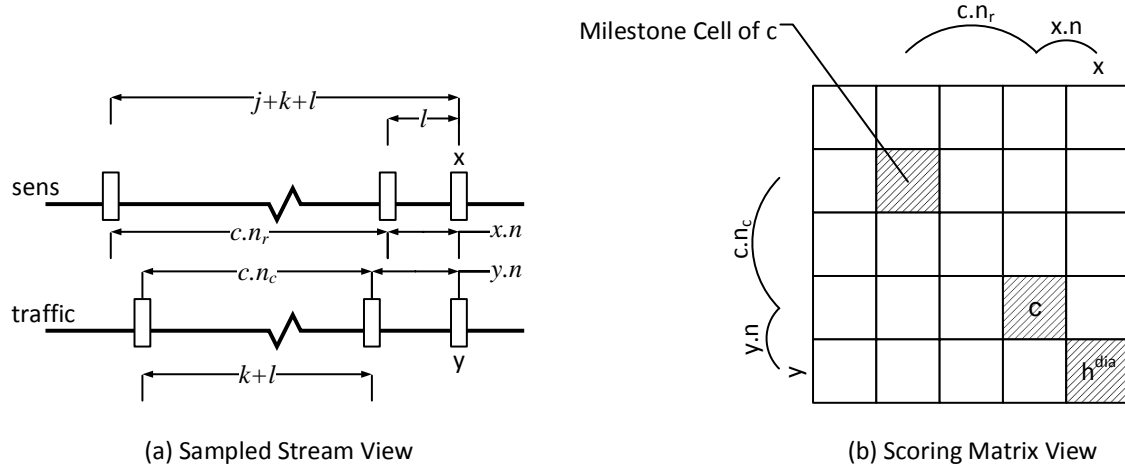 j+k+l
l
x
sens
c.n_r
x.n
c.n_c
y.n
traffic
y
k+l
(a) Sampled Stream View
c.n_r
x.n
Milestone Cell of c
x
c.n_c
c
y.n
y
h^dia
(b) Scoring Matrix View